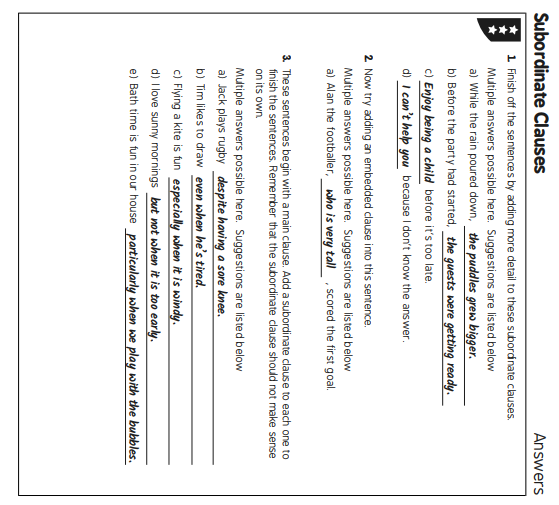 Subordinate Clauses
Answers
1. Finish off the sentences by adding more detail to these subordinate clauses.
Multiple answers possible here. Suggestions are listed below
a) While the rain poured down, the puddles grew bigger.
b) Before the party had started, the guests were getting ready.
c) Enjoy being a child before it's too late.
d) I can't help you because I don't know the answer.
2. Now try adding an embedded clause into this sentence.
Multiple answers possible here. Suggestions are listed below
a) Alan the footballer, who is very tall , scored the first goal.
3. These sentences begin with a main clause. Add a subordinate clause to each one to
finish the sentences. Remember that the subordinate clause should not make sense
on its own.
Multiple answers possible here. Suggestions are listed below
a) Jack plays rugby despite having a sore knee.
b) Tim likes to draw even when he's tired.
c) Flying a kite is fun especially when it is windy.
d) I love sunny mornings but not when it is too early.
e) Bath time is fun in our house particularly when we play with the bubbles.